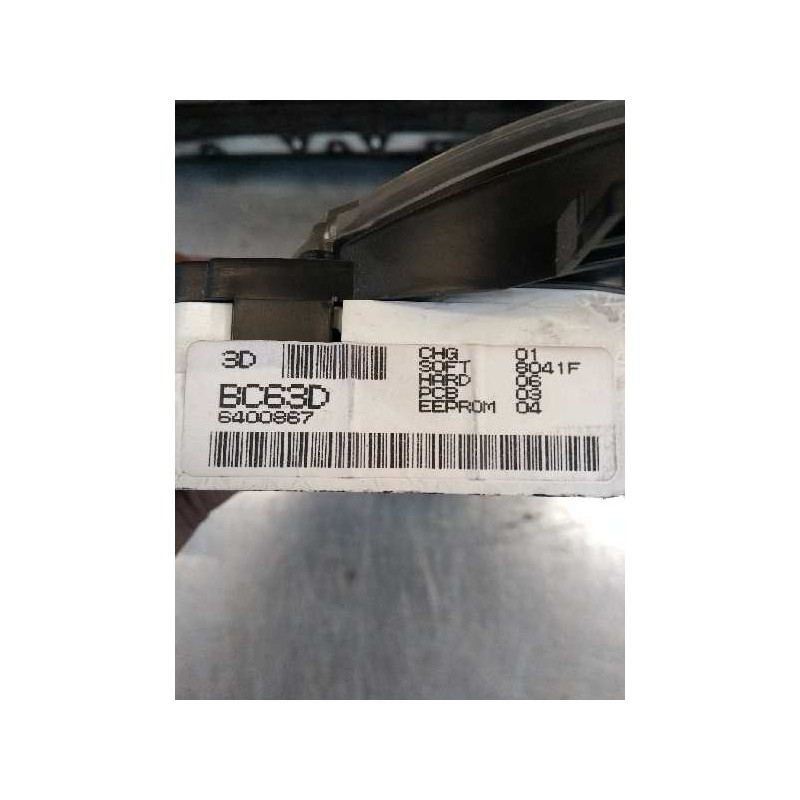 3D
BC63D
6400867
CHG 01
SOFT 8041F
HARD 06
PCB 03
EEPROM 04